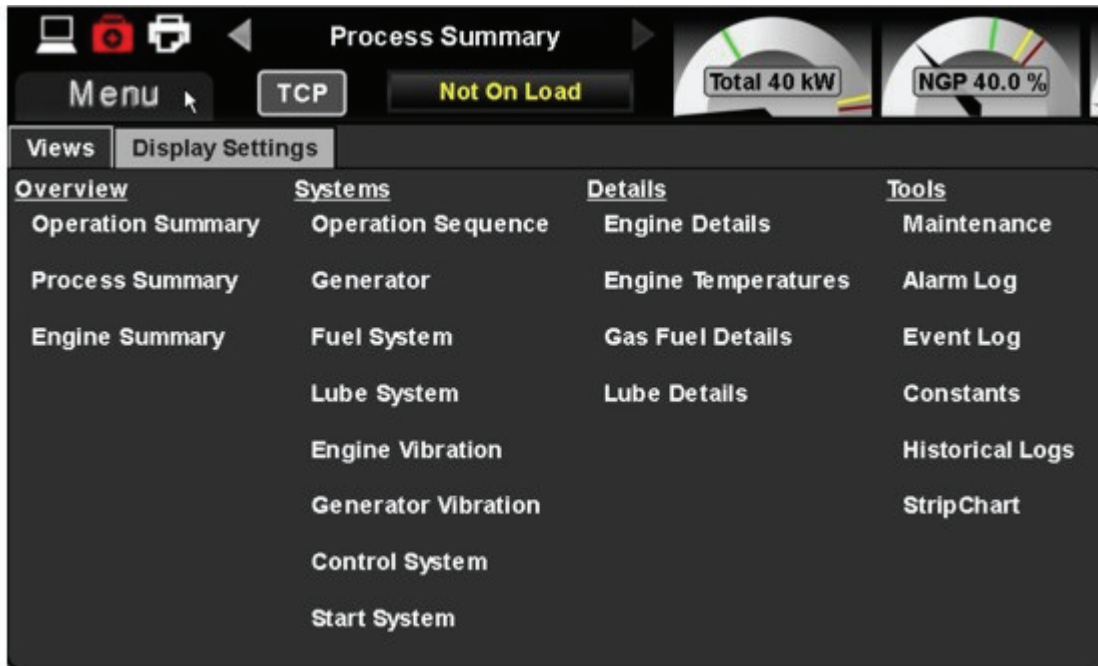 Process Summary
Menu
TCP
Not On Load
Total 40 kW
NGP 40.0 %
Views
Display Settings
Overview
Operation Summary
Process Summary
Engine Summary
Systems
Operation Sequence
Generator
Fuel System
Lube System
Engine Vibration
Generator Vibration
Control System
Start System
Details
Engine Details
Engine Temperatures
Gas Fuel Details
Lube Details
Tools
Maintenance
Alarm Log
Event Log
Constants
Historical Logs
StripChart